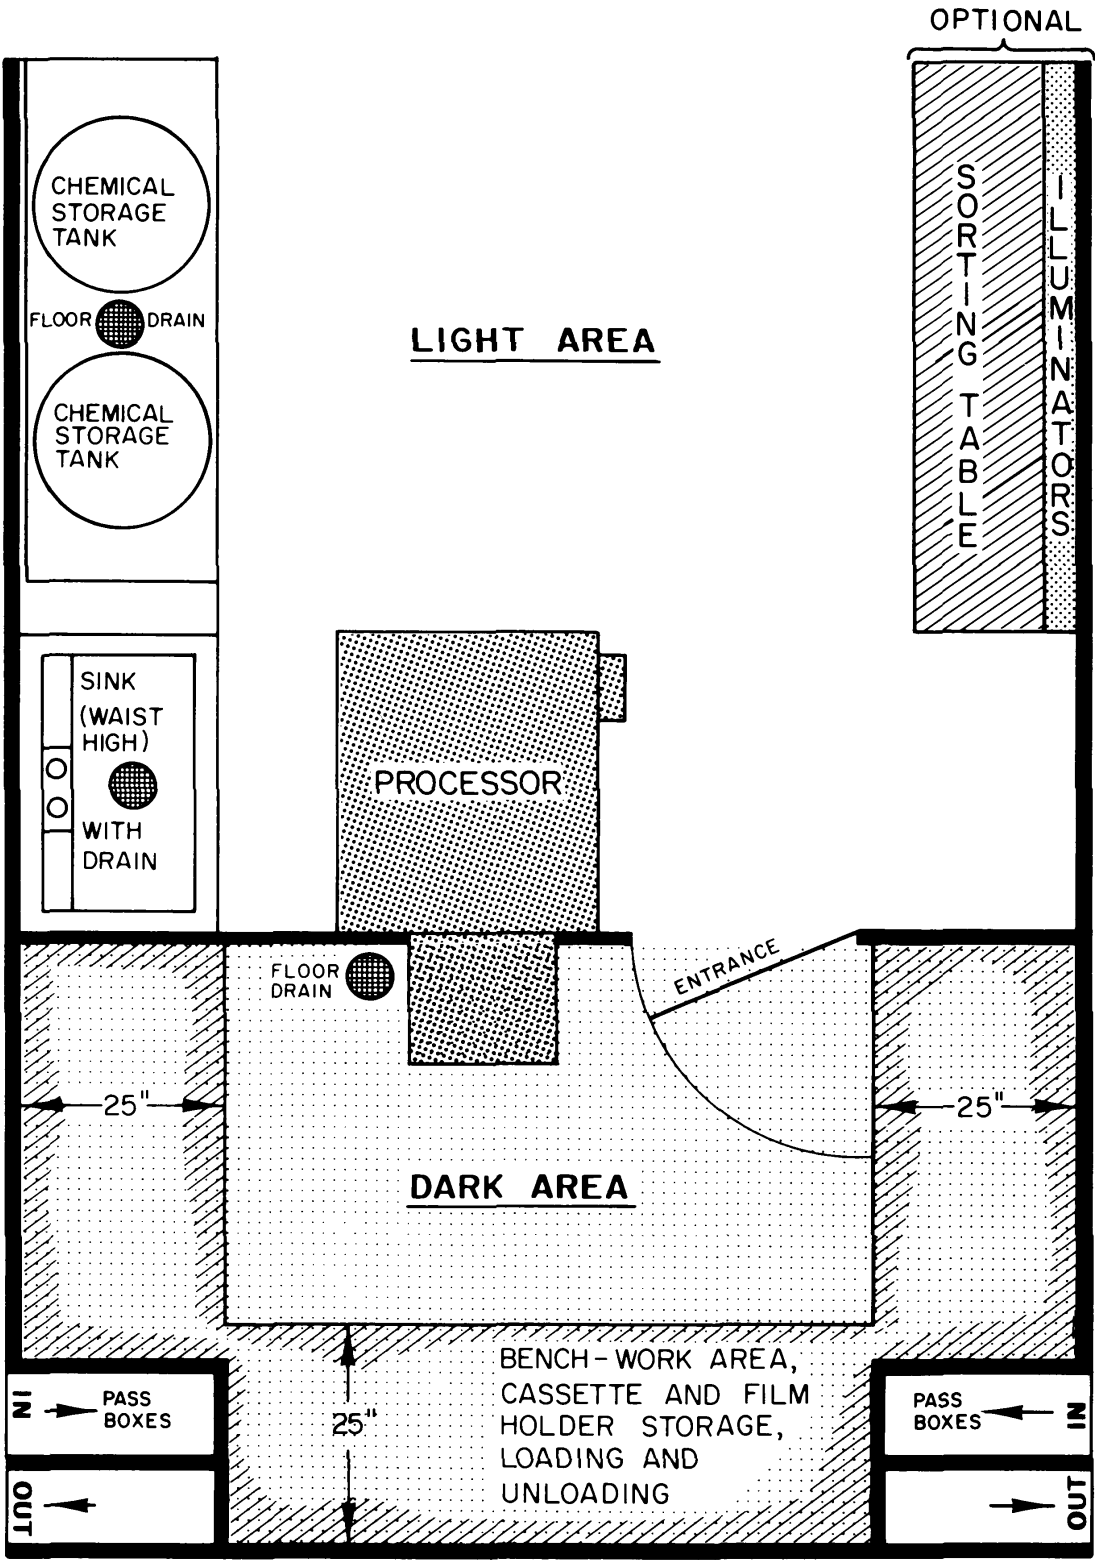 OPTIONAL
CHEMICAL
STORAGE
TANK
FLOOR DRAIN
CHEMICAL
STORAGE
TANK
LIGHT AREA
SORTING TABLE
ILLUMINATORS
SINK
(WAIST
HIGH)
WITH
DRAIN
PROCESSOR
FLOOR
DRAIN
ENTRANCE
25"
25"
DARK AREA
BENCH-WORK AREA,
CASSETTE AND FILM
HOLDER STORAGE,
LOADING AND
UNLOADING
25"
IN
PASS
BOXES
OUT
PASS
BOXES
IN
OUT